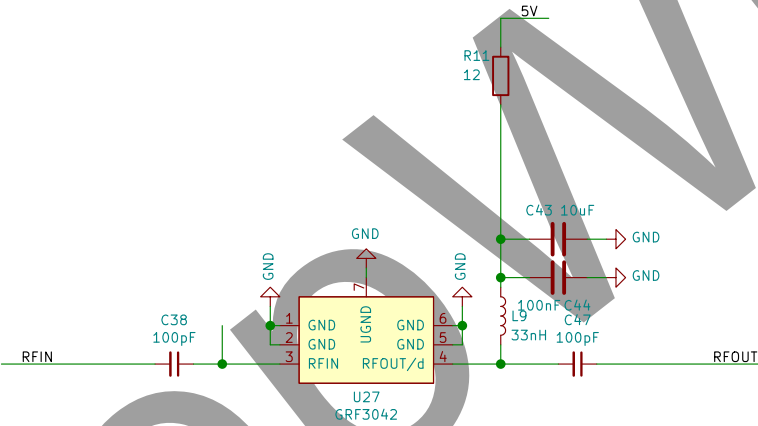 5V
R11
12
C43 10uF
GND
GND
GND
GND
GND
7
UGND
100nF C44
L9
33nH
C47
100pF
C38
100pF
1
GND
GND
6
2
GND
GND
5
3
RFIN
RFOUT/d
4
RFIN
RFOUT
U27
GRF3042